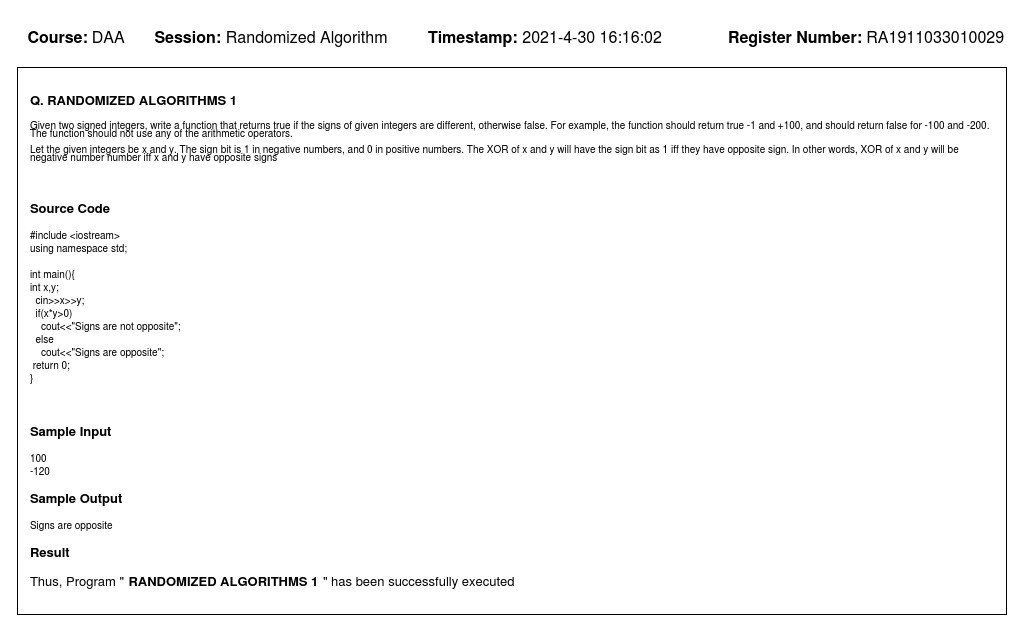 Course: DAA Session: Randomized Algorithm Timestamp: 2021-4-30 16:16:02 Register Number: RA1911033010029
Q. RANDOMIZED ALGORITHMS 1
Given two signed integers, write a function that returns true if the signs of given integers are different, otherwise false. For example, the function should return true -1 and +100, and should return false for -100 and -200.
The function should not use any of the arithmetic operators.
Let the given integers be x and y. The sign bit is 1 in negative numbers, and 0 in positive numbers. The XOR of x and y will have the sign bit as 1 iff they have opposite sign. In other words, XOR of x and y will be
negative number number iff x and y have opposite signs
Source Code
#include <iostream>
using namespace std;
int main(){
int x,y;
cin>>x>>y;
if(x*y>0)
cout<<"Signs are not opposite";
else
cout<<"Signs are opposite";
return 0;
}
Sample Input
100
-120
Sample Output
Signs are opposite
Result
Thus, Program " RANDOMIZED ALGORITHMS 1 " has been successfully executed